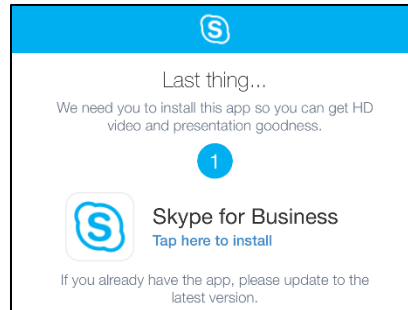 Last thing...
We need you to install this app so you can get HD
video and presentation goodness.
1
Skype for Business
Tap here to install
If you already have the app, please update to the
latest version.